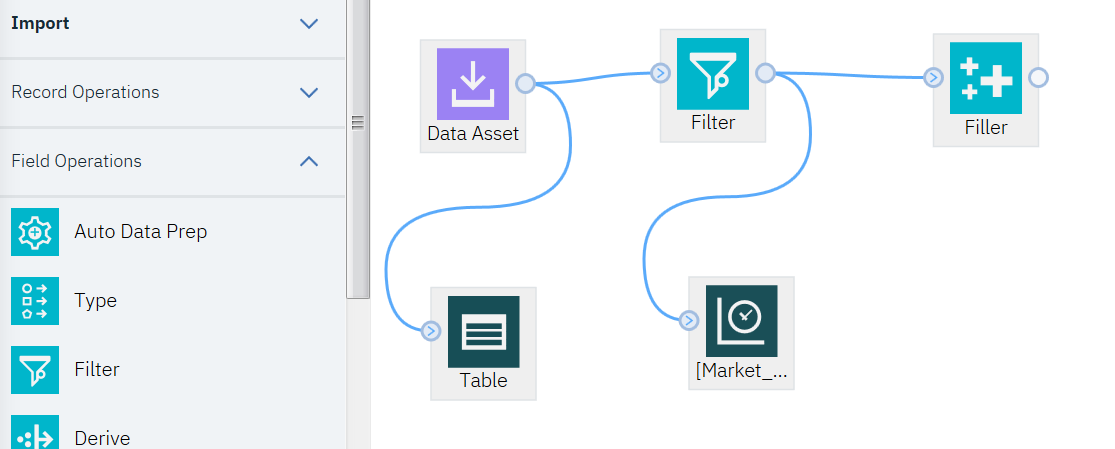 Import
Record Operations
Field Operations
Auto Data Prep
Type
Filter
Derive
Data Asset
Filter
Filler
Table
[Market_...